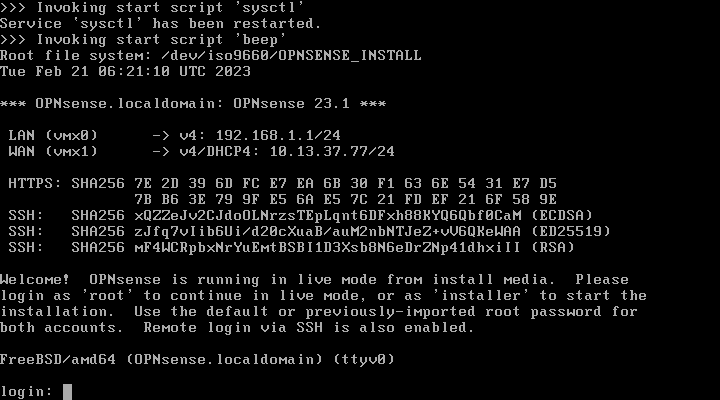 >>> Invoking start script 'sysctl'
Service `sysctl' has been restarted.
>>> Invoking start script 'beep'
Root file system: /dev/iso9660/OPNSENSE_INSTALL
Tue Feb 21 06:21:10 UTC 2023
*** OPNsense.localdomain: OPNsense 23.1 ***
LAN (vmx0) -> v4: 192.168.1.1/24
WAN (vmx1) -> v4/DHCP4: 10.13.37.77/24
HTTPS: SHA256 7E 2D 39 6D FC E7 EA 6B 30 F1 63 6E 54 31 E7 D5
7B B6 3E 79 9F E5 6A E5 7C 21 FD EF 21 6F 58 9E
SSH: SHA256 xQZZeJv2CJdoOLNrzsTEpLqnt6DFxh88KYQ6Qbf0CaM (ECDSA)
SSH: SHA256 zJfq7vIib6Ui/d20cXuaB/auM2nbNTJeZ+vV6QKeWAA (ED25519)
SSH: SHA256 mF4WCRpbxNrYuEmtBSBI1D3Xsb8N6eDrZNp41dhxiII (RSA)
Welcome!  OPNsense is running in live mode from install media.  Please
login as 'root' to continue in live mode, or as 'installer' to start the
installation.  Use the default or previously-imported root password for
both accounts.  Remote login via SSH is also enabled.
FreeBSD/amd64 (OPNsense.localdomain) (ttyv0)
login: